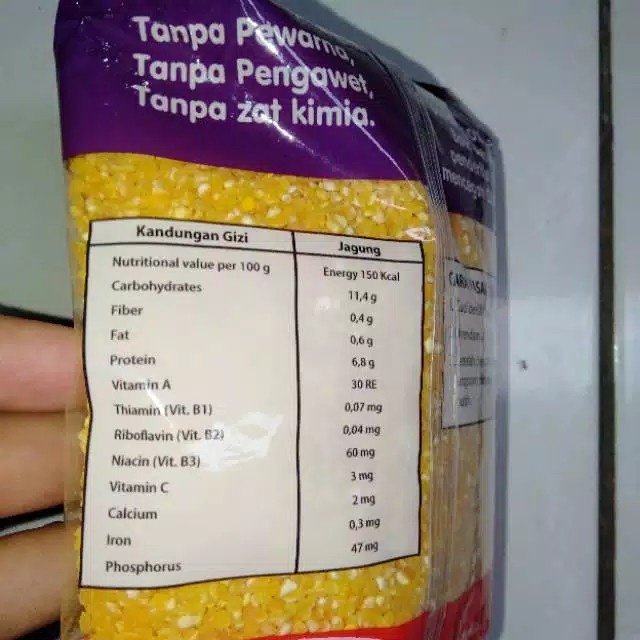 Tanpa Pewarna,
Tanpa Pengawet,
Tanpa zat kimia.
Kandungan Gizi Jagung
Nutritional value per 100 g Energy 150 Kcal
Carbohydrates 11,4 g
Fiber 0,4 g
Fat 0,6 g
Protein 6,8 g
Vitamin A 30 RE
Thiamin (Vit. B1) 0,07 mg
Riboflavin (Vit. B2) 0,04 mg
Niacin (Vit. B3) 60 mg
Vitamin C 3 mg
Calcium 2 mg
Iron 0,3 mg
Phosphorus 47 mg